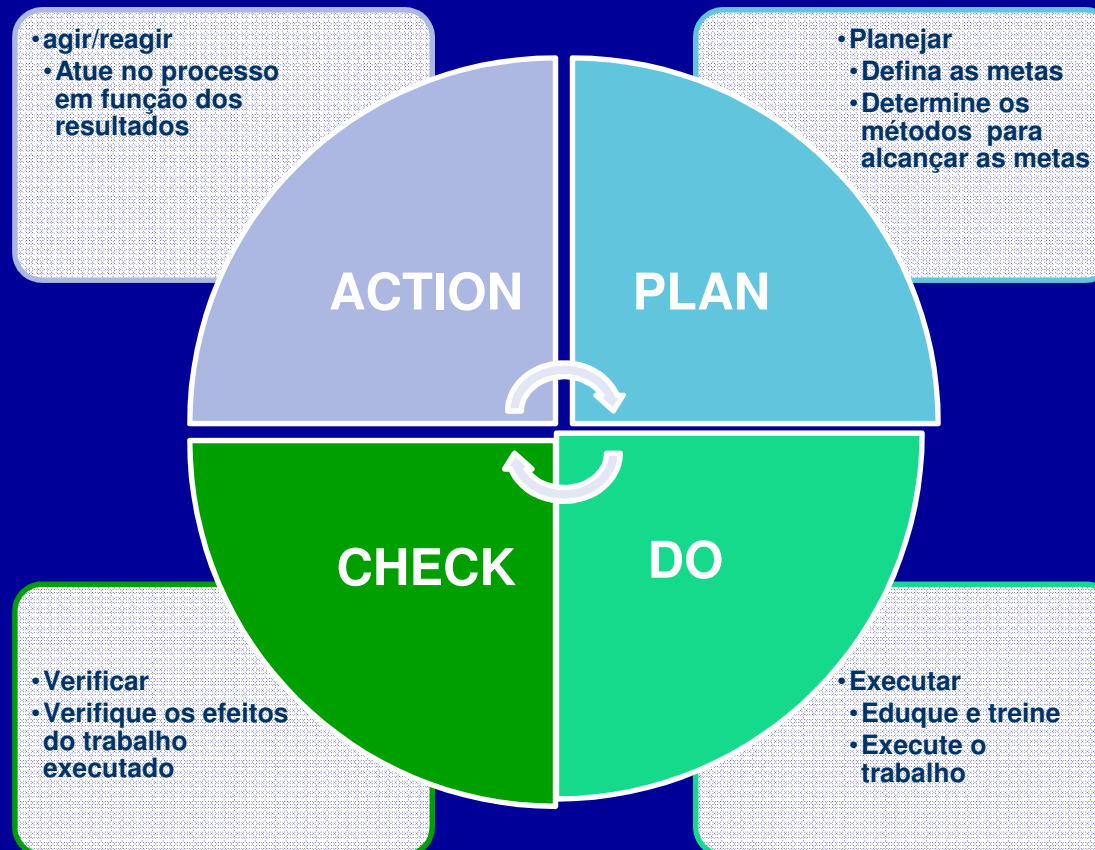 •agir/reagir
•Atue no processo
em função dos
resultados
•Planejar
•Defina as metas
•Determine os
métodos para
alcançar as metas
ACTION
PLAN
CHECK
DO
•Verificar
•Verifique os efeitos
do trabalho
executado
•Executar
•Eduque e treine
•Execute o
trabalho